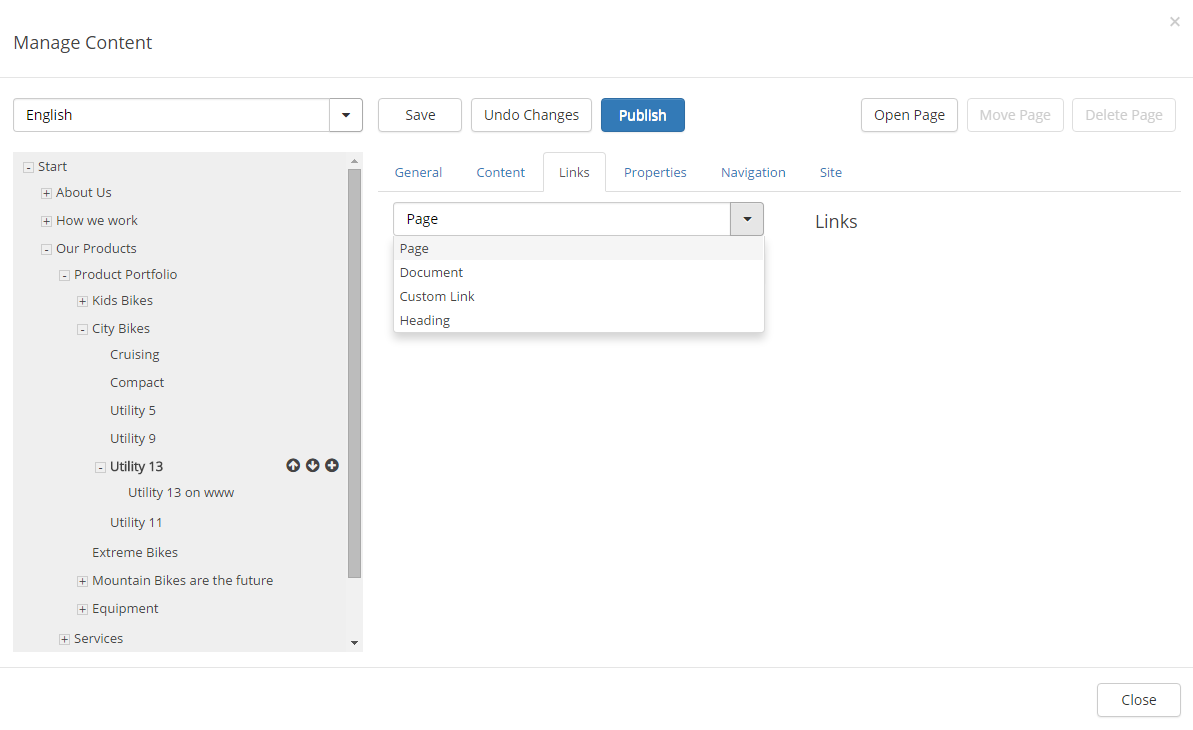 ×
Manage Content
English
Save
Undo Changes
Publish
Open Page
Move Page
Delete Page
Start
About Us
How we work
Our Products
Product Portfolio
Kids Bikes
City Bikes
Cruising
Compact
Utility 5
Utility 9
Utility 13
Utility 13 on www
Utility 11
Extreme Bikes
Mountain Bikes are the future
Equipment
Services
General
Content
Links
Properties
Navigation
Site
Page
Page
Document
Custom Link
Heading
Links
Close